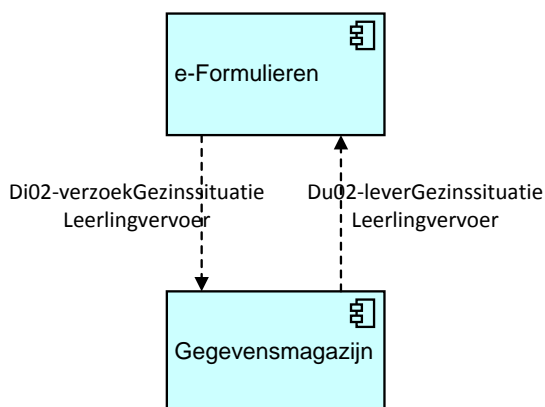 e-Formulieren
Di02-verzoekGezinssituatie
Leerlingvervoer
Du02-leverGezinssituatie
Leerlingvervoer
Gegevensmagazijn